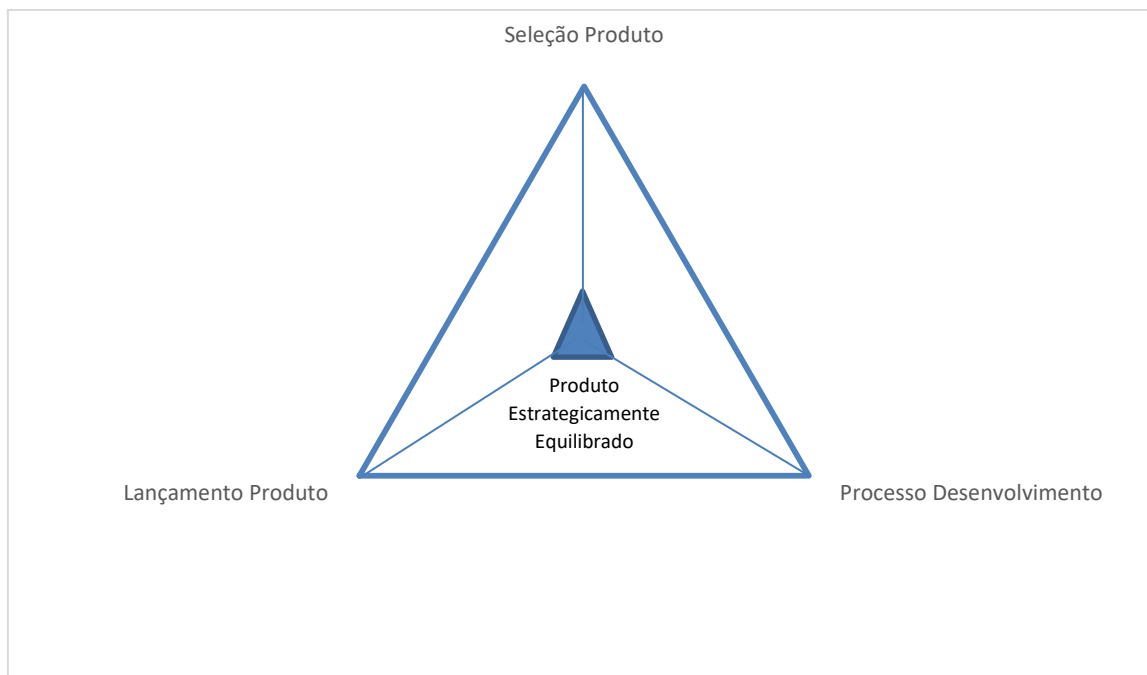 Seleção Produto
Produto
Estrategicamente
Equilibrado
Lançamento Produto
Processo Desenvolvimento